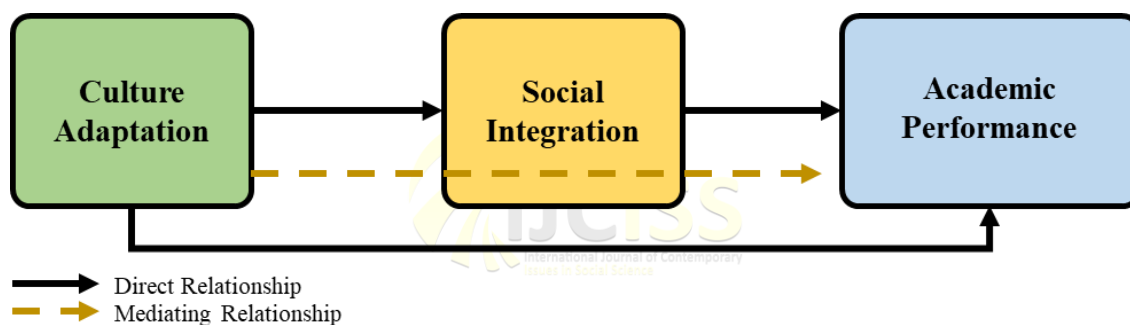 Culture
Adaptation
Social
Integration
Academic
Performance
IJCISS
International Journal of Contemporary
Issues in Social Science
Direct Relationship
Mediating Relationship